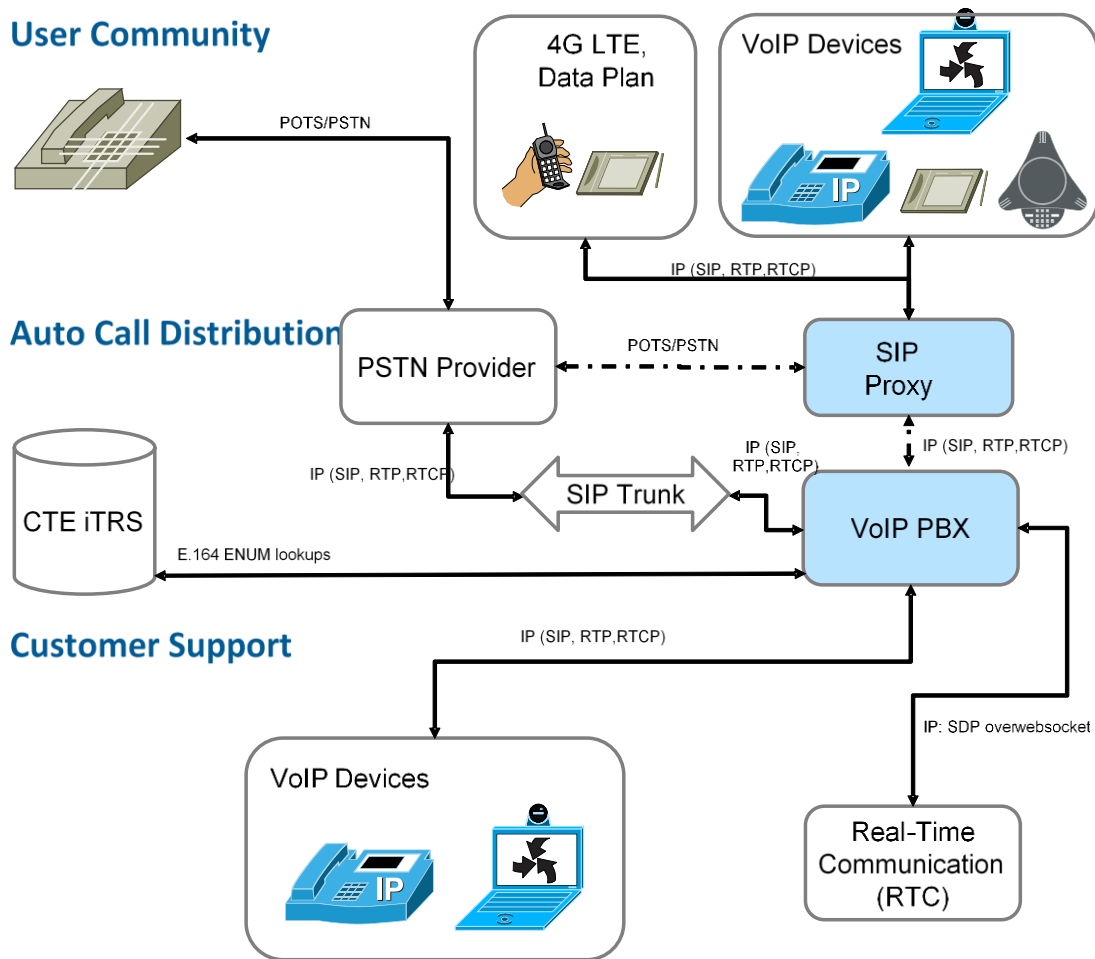 User Community
4G LTE,
Data Plan
VoIP Devices
POTS/PSTN
IP
IP (SIP, RTP,RTCP)
Auto Call Distribution
PSTN Provider
POTS/PSTN
SIP
Proxy
IP (SIP, RTP,RTCP)
IP (SIP,
RTP,RTCP)
IP (SIP, RTP,RTCP)
SIP Trunk
CTE iTRS
VoIP PBX
E.164 ENUM lookups
Customer Support
IP (SIP, RTP,RTCP)
IP: SDP overwebsocket
VoIP Devices
IP
Real-Time
Communication
(RTC)